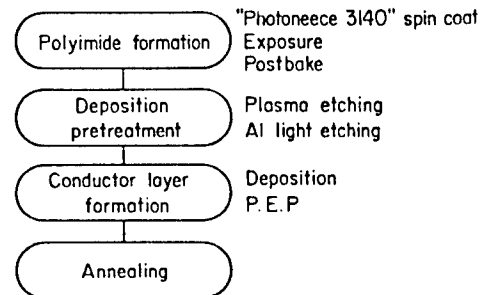 "Photoneece 3140" spin coat
Polyimide formation
Exposure
Postbake
Deposition
pretreatment
Plasma etching
Al light etching
Conductor layer
formation
Deposition
P.E.P
Annealing